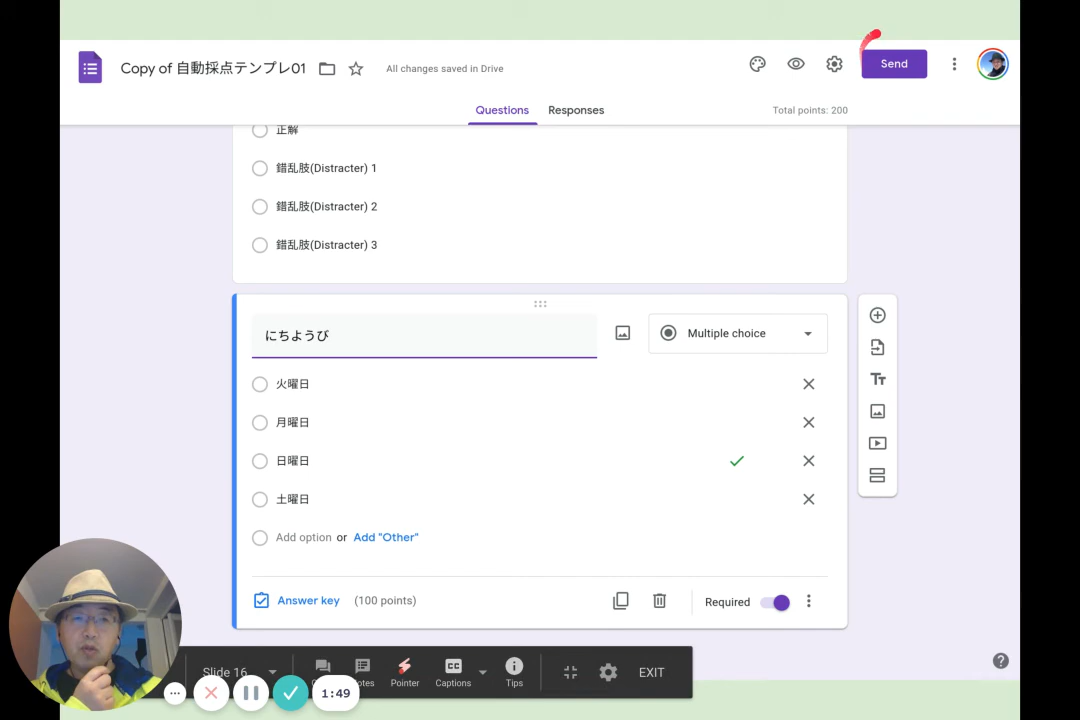 Copy of 自動採点テンプレ01
All changes saved in Drive
Send
Questions
Responses
Total points: 200
正解
錯乱肢(Distracter) 1
錯乱肢(Distracter) 2
錯乱肢(Distracter) 3
にちようび
Multiple choice
火曜日
月曜日
日曜日
土曜日
Add option or Add "Other"
Answer key (100 points)
Required
Slide 16
Pointer
Captions
Tips
EXIT
1:49